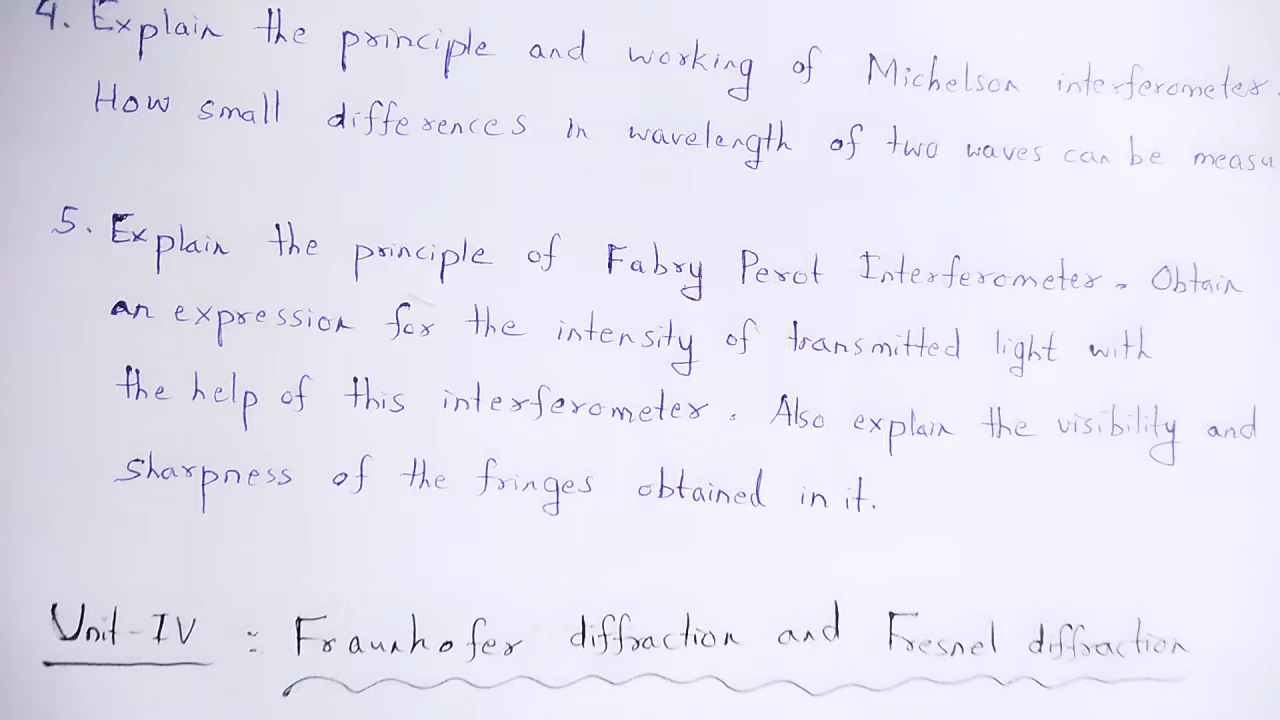 4. Explain the principle and working of Michelson interferometer.
How small differences in wavelength of two waves can be measu
5. Explain the principle of Fabry Perot Interferometer. Obtain
an expression for the intensity of transmitted light with
the help of this interferometer. Also explain the visibility and
sharpness of the fringes obtained in it.
Unit-IV : Fraunhofer diffraction and Fresnel diffraction